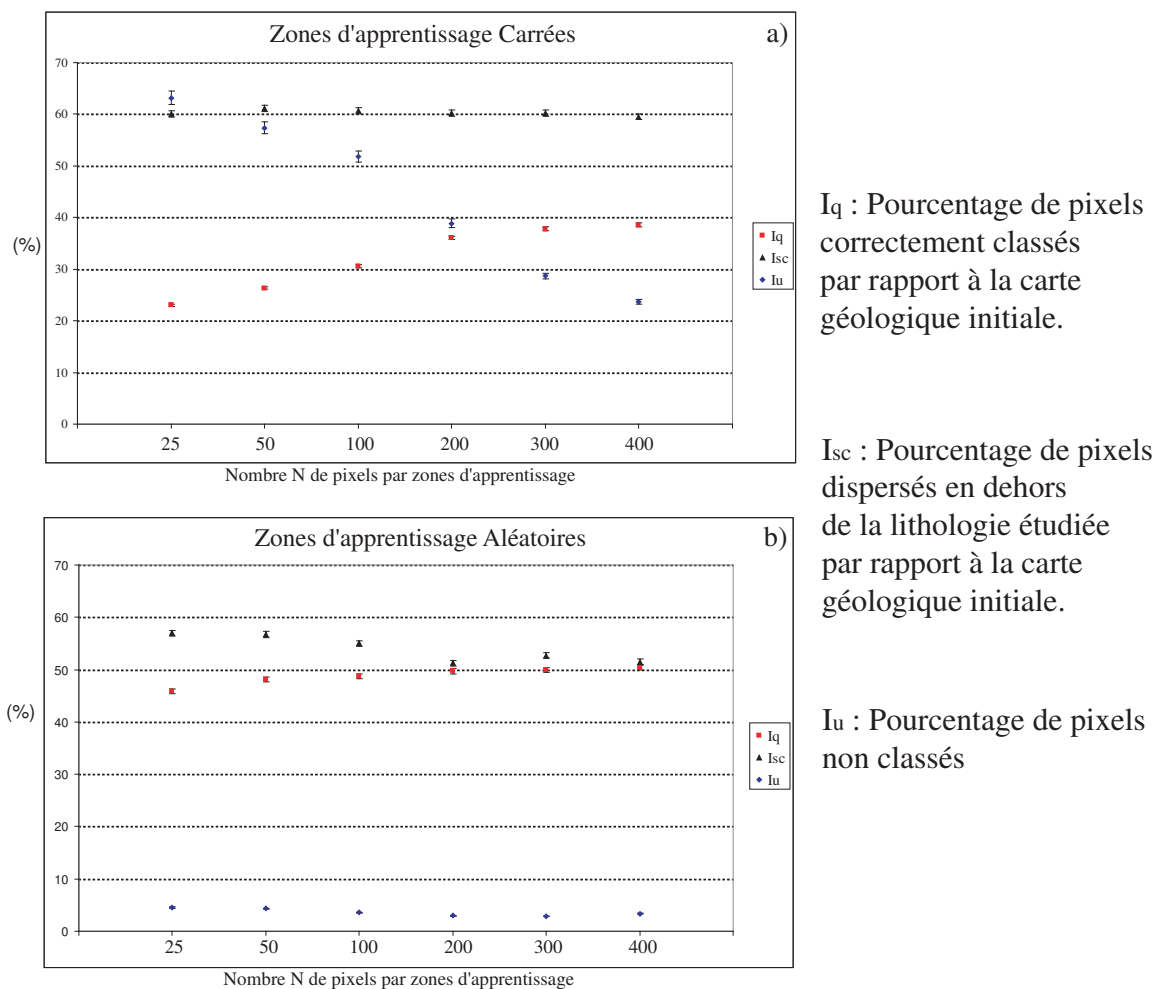 Zones d'apprentissage Carrées
a)
70
60
50
40
30
20
10
0
(%)
Iq
Isc
Iu
25 50 100 200 300 400
Nombre N de pixels par zones d'apprentissage
Zones d'apprentissage Aléatoires
b)
70
60
50
40
30
20
10
0
(%)
Iq
Isc
Iu
25 50 100 200 300 400
Nombre N de pixels par zones d'apprentissage
Iq : Pourcentage de pixels
correctement classés
par rapport à la carte
géologique initiale.
Isc : Pourcentage de pixels
dispersés en dehors
de la lithologie étudiée
par rapport à la carte
géologique initiale.
Iu : Pourcentage de pixels
non classés